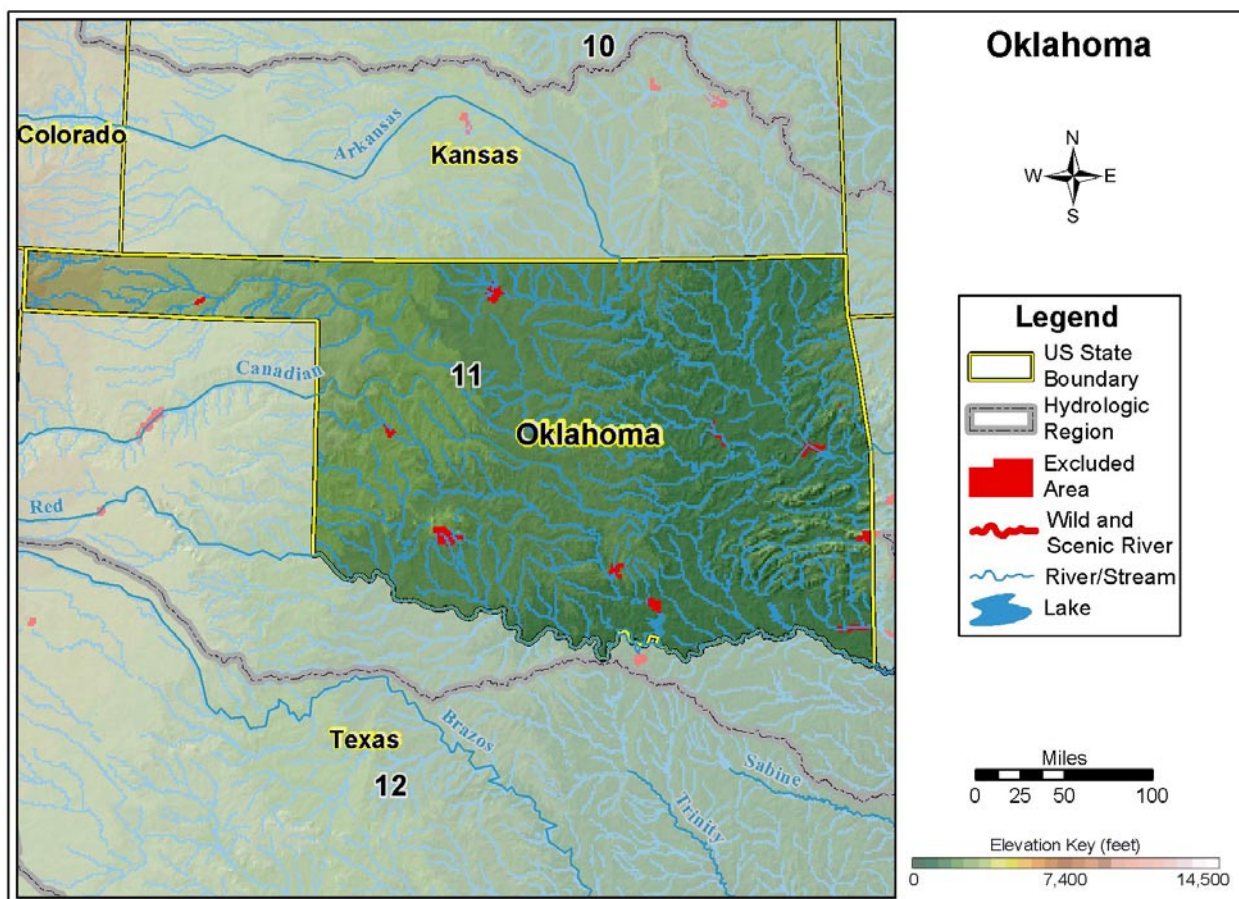 Oklahoma
10
Colorado
Arkansas
Kansas
N
W E
S
Canadian
11
Oklahoma
Red
Texas
12
Brazos
Trinity
Sabine
Legend
US State
Boundary
Hydrologic
Region
Excluded
Area
Wild and
Scenic River
River/Stream
Lake
Miles
0 25 50 100
Elevation Key (feet)
0 7,400 14,500